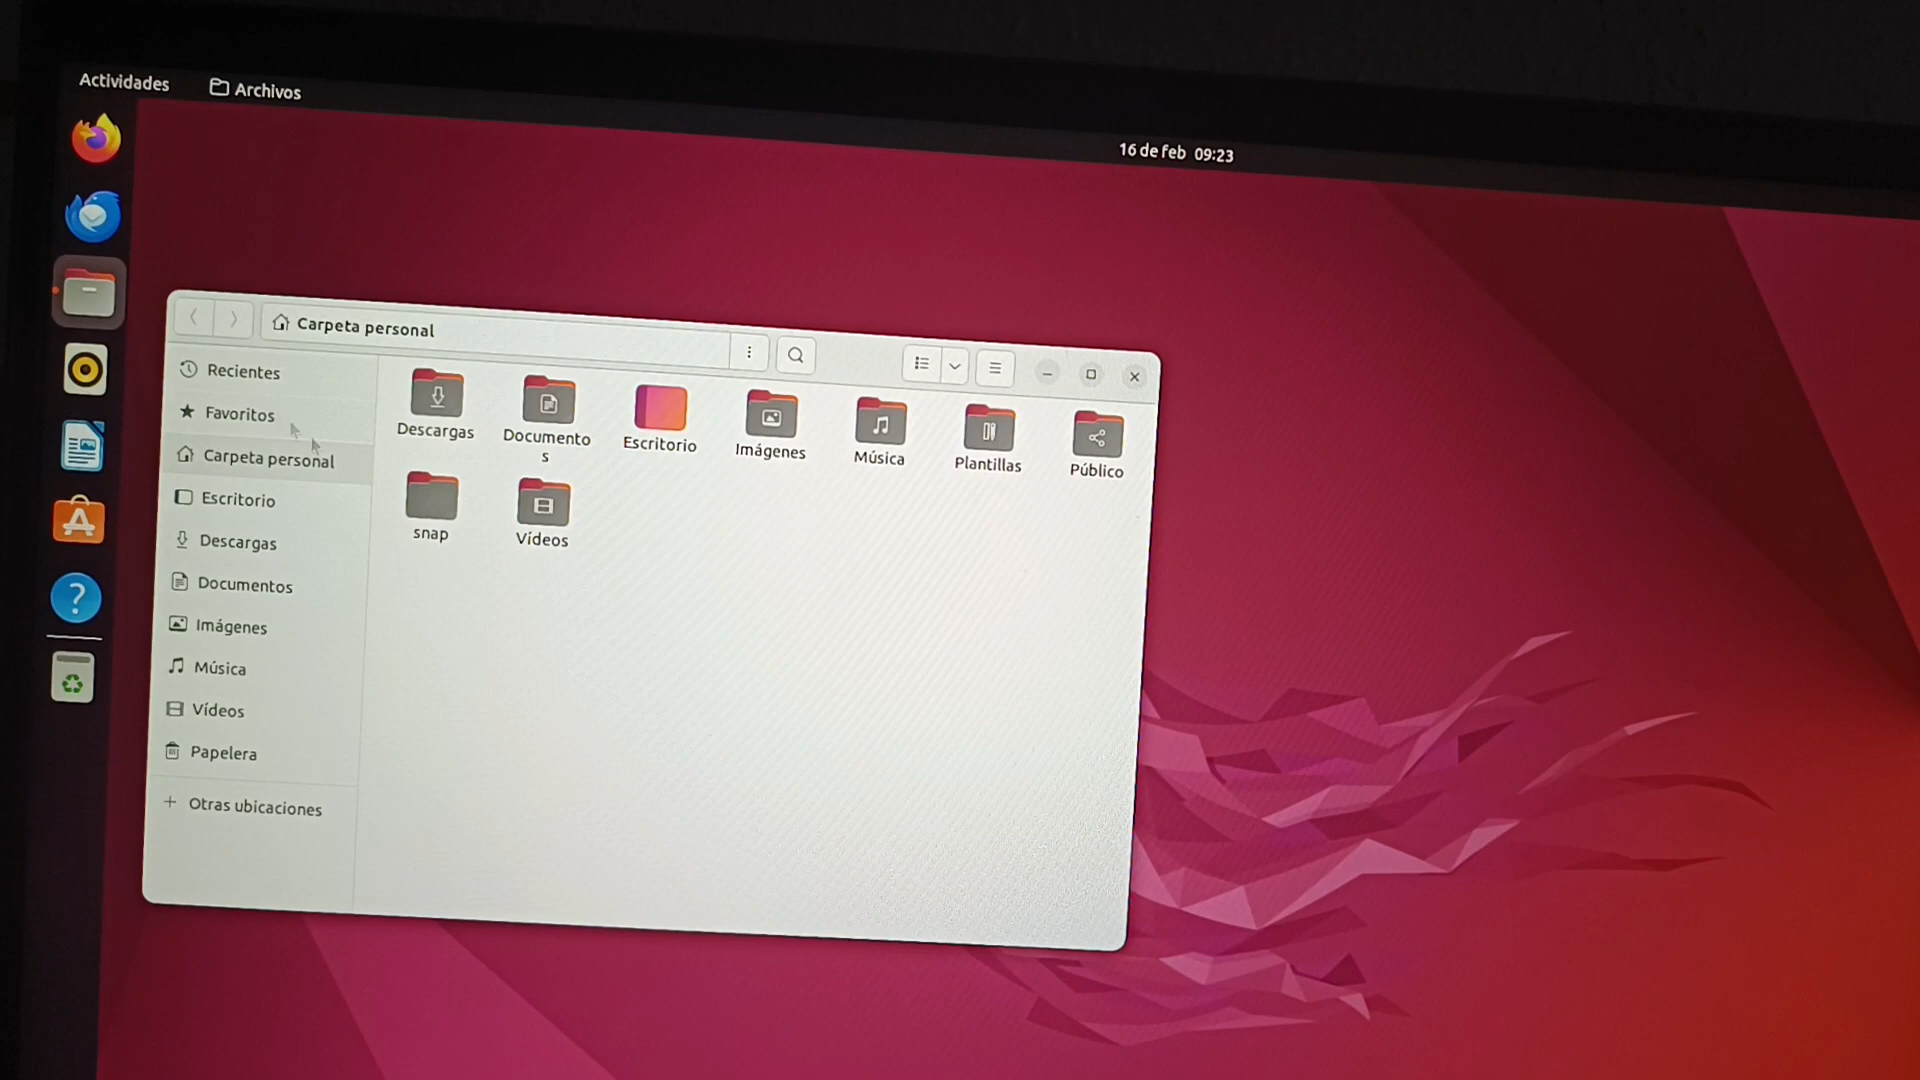 Actividades
Archivos
16 de feb 09:23
Carpeta personal
Recientes
Favoritos
Carpeta personal
Escritorio
Descargas
Documentos
Imágenes
Música
Vídeos
Papelera
+ Otras ubicaciones
Descargas
Documento
s
Escritorio
Imágenes
Música
Plantillas
Público
snap
Vídeos